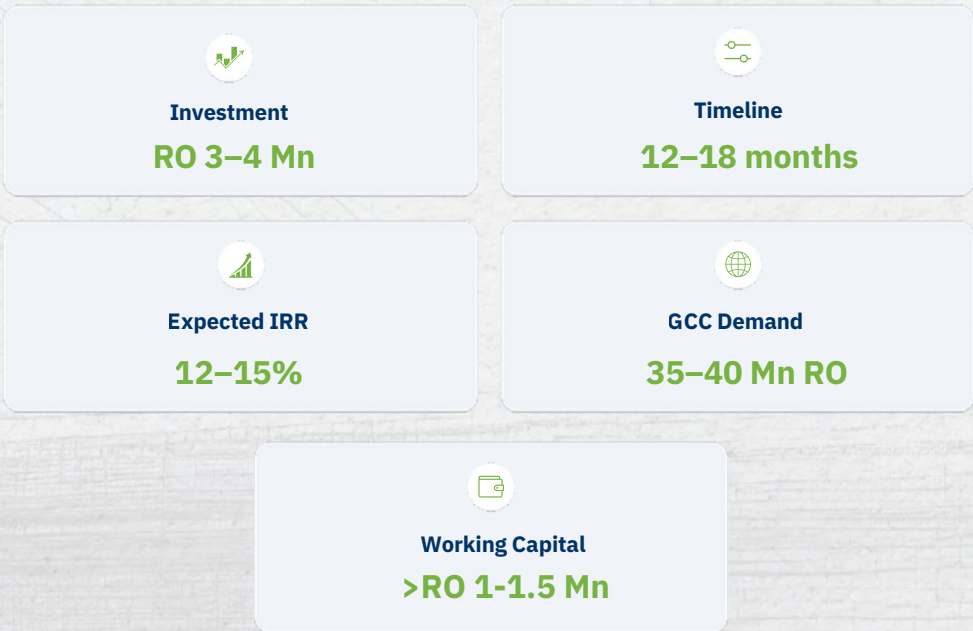 Investment
RO 3–4 Mn
Timeline
12–18 months
Expected IRR
12–15%
GCC Demand
35–40 Mn RO
Working Capital
>RO 1-1.5 Mn